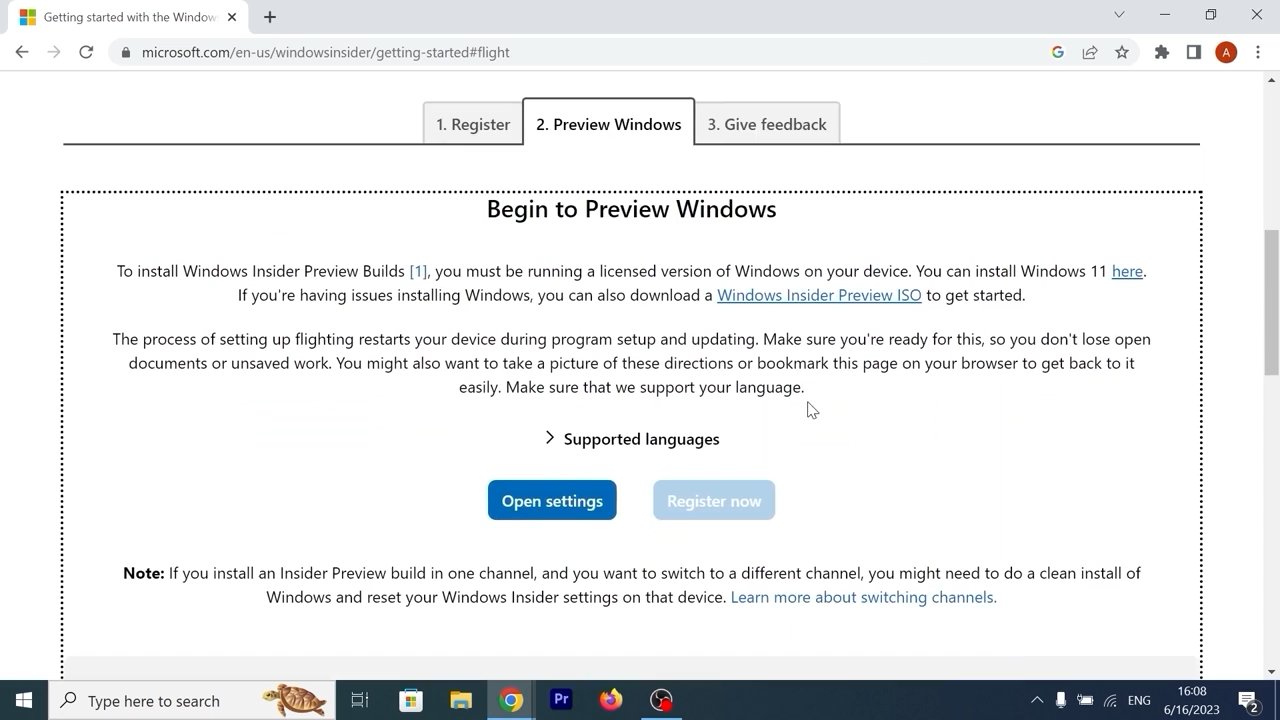 Getting started with the Window
microsoft.com/en-us/windowsinsider/getting-started#flight
G
A
1. Register
2. Preview Windows
3. Give feedback
Begin to Preview Windows
To install Windows Insider Preview Builds [1], you must be running a licensed version of Windows on your device. You can install Windows 11 here.
If you're having issues installing Windows, you can also download a Windows Insider Preview ISO to get started.
The process of setting up flighting restarts your device during program setup and updating. Make sure you're ready for this, so you don't lose open
documents or unsaved work. You might also want to take a picture of these directions or bookmark this page on your browser to get back to it
easily. Make sure that we support your language.
Supported languages
Open settings
Register now
Note: If you install an Insider Preview build in one channel, and you want to switch to a different channel, you might need to do a clean install of
Windows and reset your Windows Insider settings on that device. Learn more about switching channels.
Type here to search
Pr
ENG
16:08
6/16/2023
2